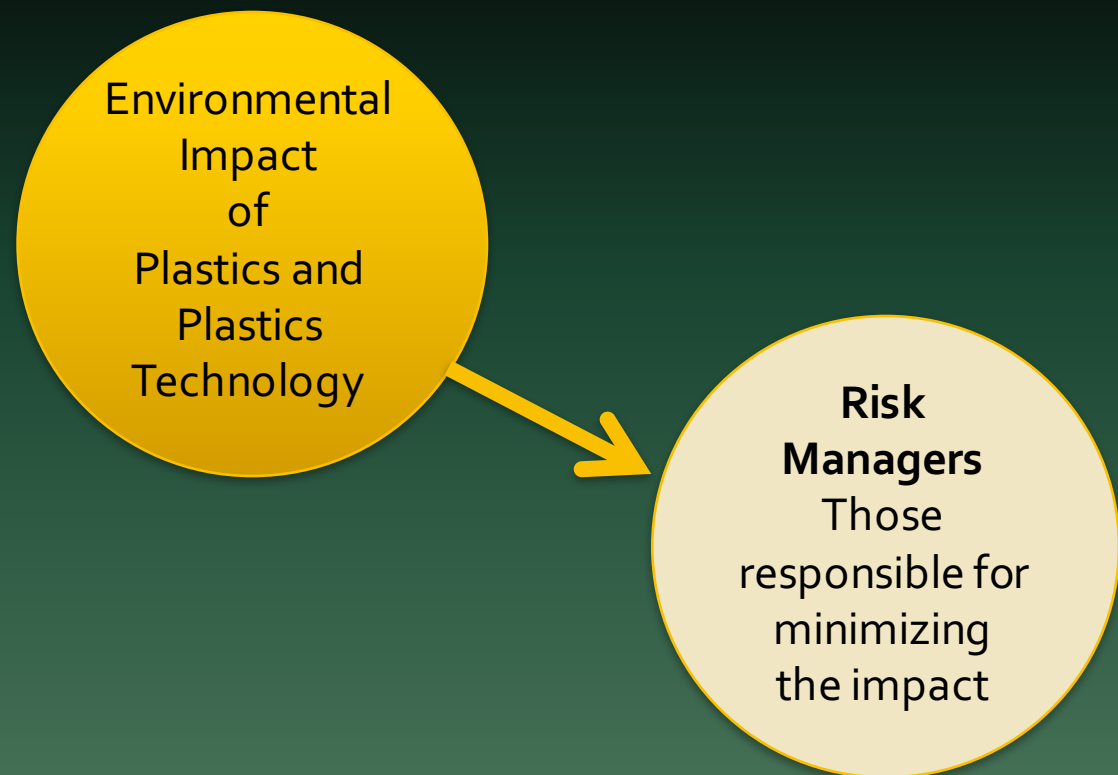 Environmental
Impact
of
Plastics and
Plastics
Technology
Risk
Managers
Those
responsible for
minimizing
the impact